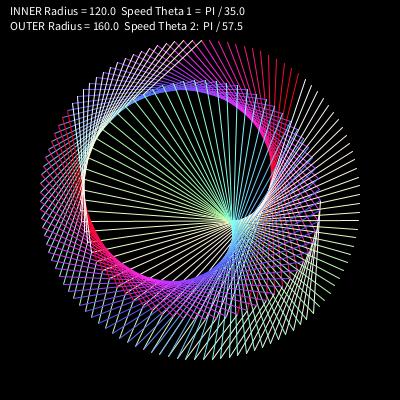 INNER Radius = 120.0  Speed Theta 1 =  PI / 35.0
OUTER Radius = 160.0  Speed Theta 2:  PI / 57.5